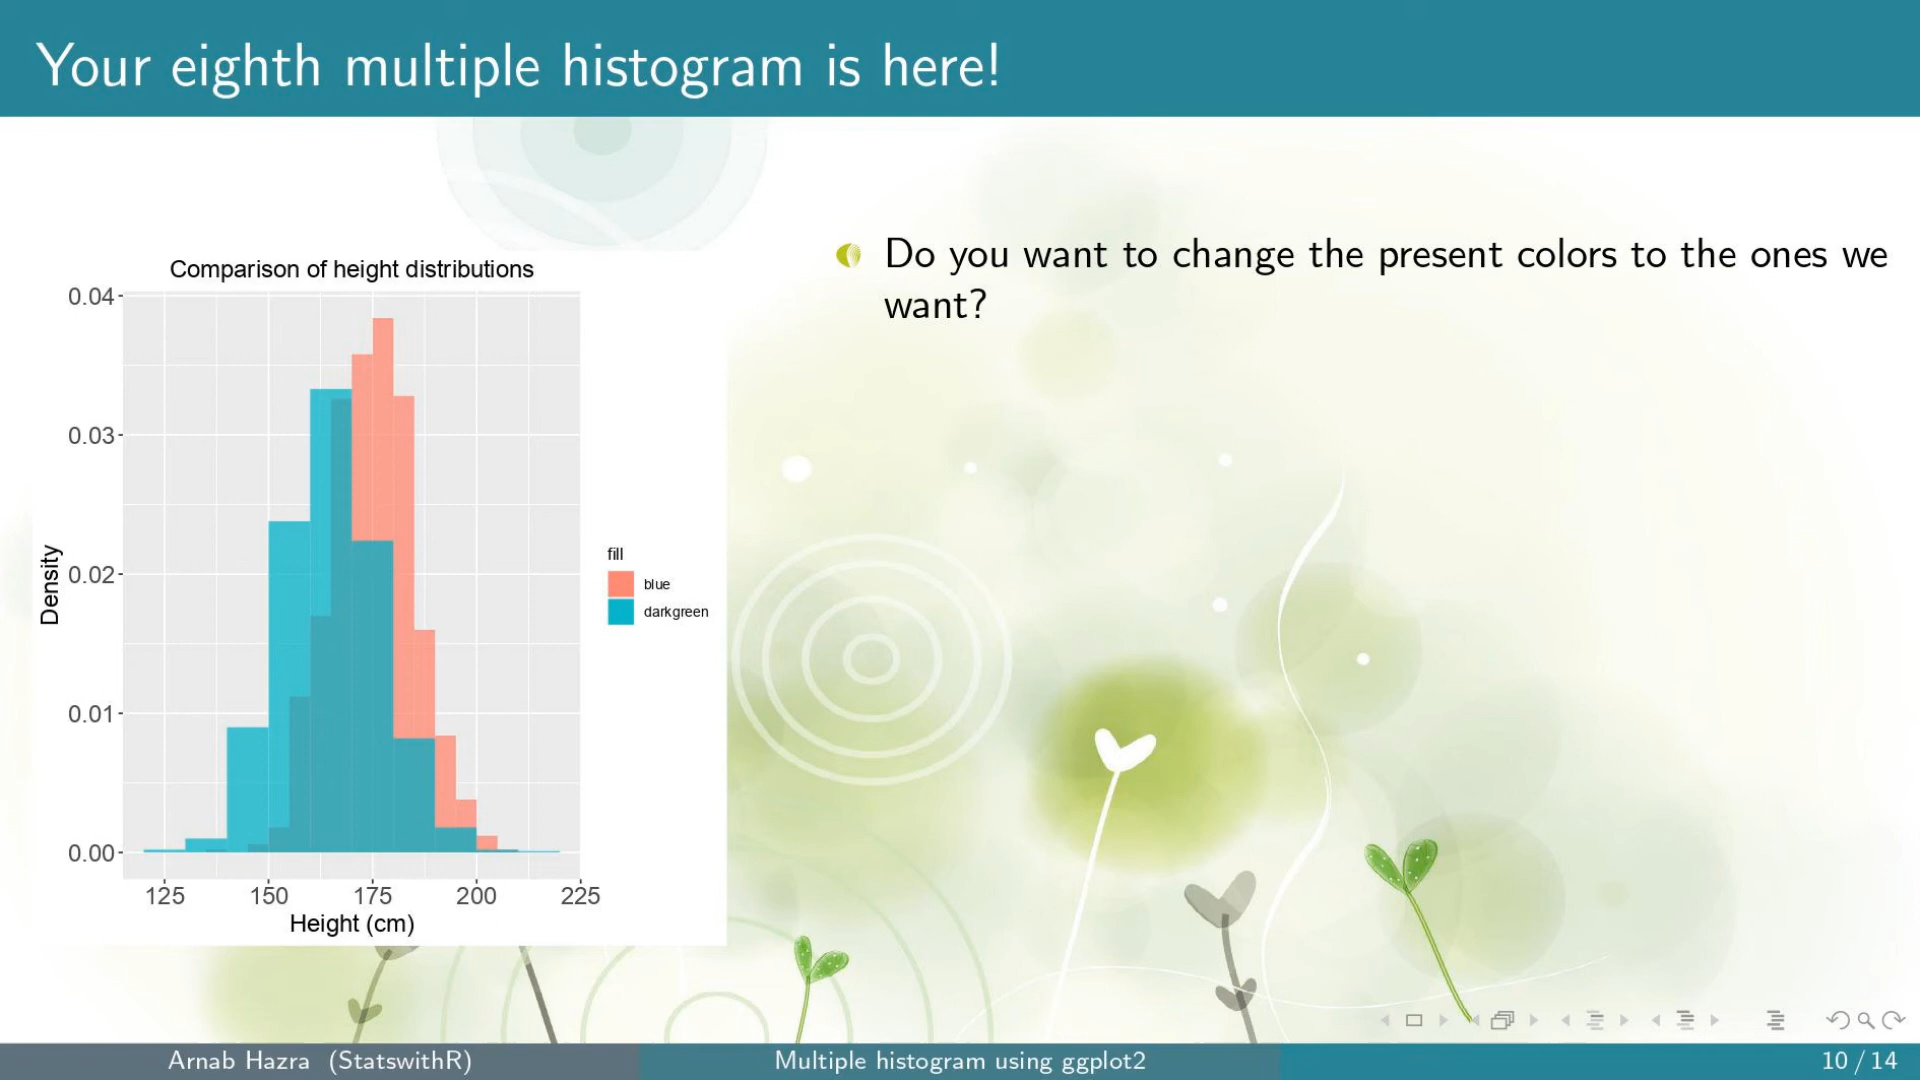 Your eighth multiple histogram is here!
Comparison of height distributions
0.04
0.03
0.02
0.01
0.00
Density
125 150 175 200 225
Height (cm)
fill
blue
darkgreen
Do you want to change the present colors to the ones we
want?
Arnab Hazra (StatswithR)
Multiple histogram using ggplot2
10 / 14